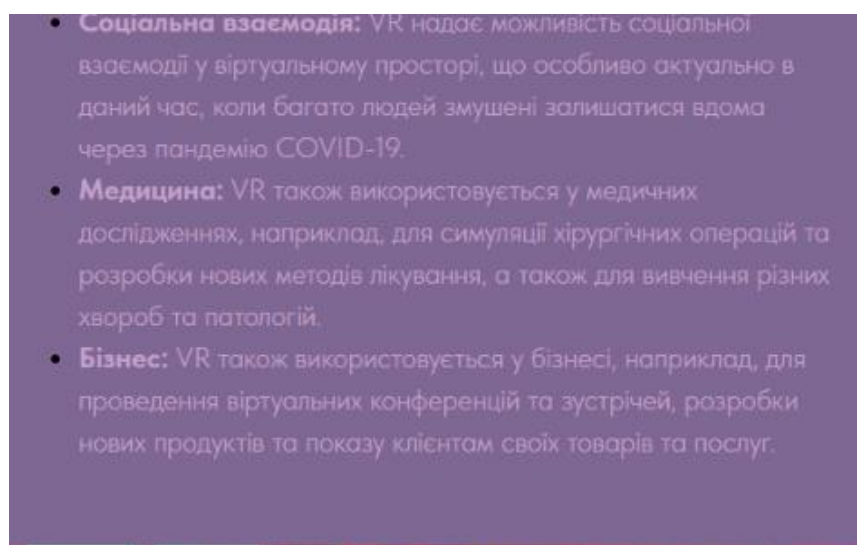 • Соціальна взаємодія: VR надає можливість соціальної
взаємодії у віртуальному просторі, що особливо актуально в
даний час, коли багато людей змушені залишатися вдома
через пандемію COVID-19.
• Медицина: VR також використовується у медичних
дослідженнях, наприклад, для симуляції хірургічних операцій та
розробки нових методів лікування, а також для вивчення різних
хвороб та патологій.
• Бізнес: VR також використовується у бізнесі, наприклад, для
проведення віртуальних конференцій та зустрічей, розробки
нових продуктів та показу клієнтам своїх товарів та послуг.